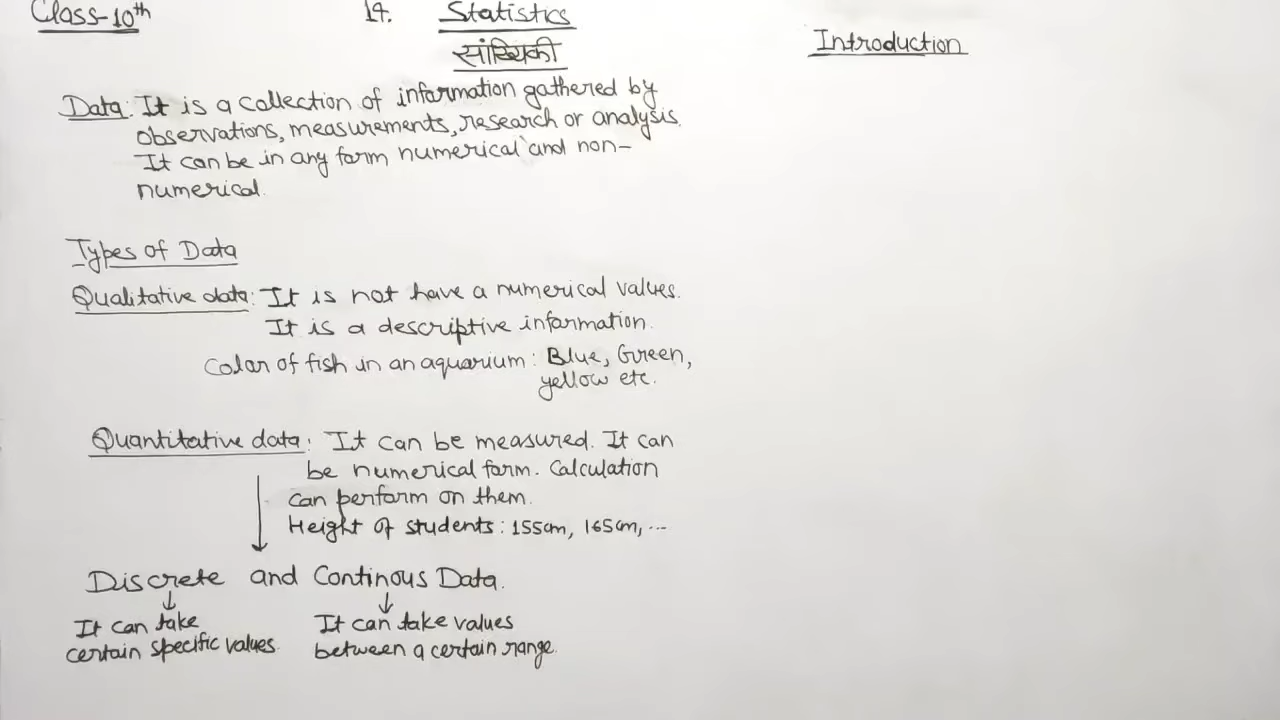 Class-10th
14. Statistics
सांख्यिकी
Introduction
Data: It is a collection of information gathered by
observations, measurements, research or analysis.
It can be in any form numerical and non-
numerical.
Types of Data
Qualitative data: It is not have a numerical values.
It is a descriptive information.
Color of fish in an aquarium: Blue, Green,
yellow etc.
Quantitative data: It can be measured. It can
be numerical form. Calculation
can perform on them.
Height of students: 155cm, 165cm, ...
Discrete and Continous Data.
It can take
certain specific values.
It can take values
between a certain range.